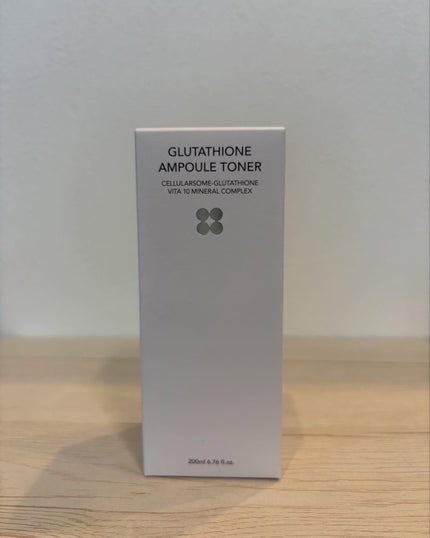 GLUTATHIONE
AMPOULE TONER
CELLULARSOME-GLUTATHIONE
VITA 10 MINERAL COMPLEX
200ml 6.76 fl oz.